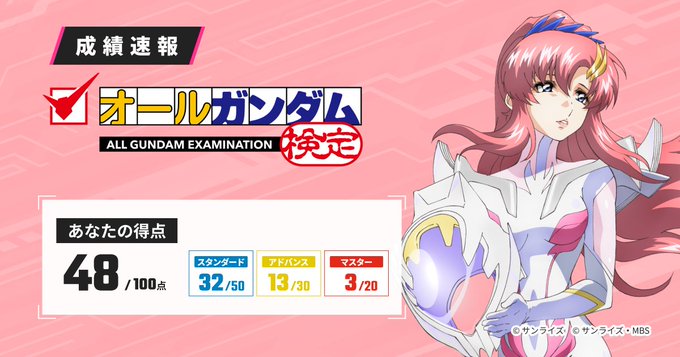 成績速報
オールガンダム
ALL GUNDAM EXAMINATION
検定
あなたの得点
48/100点
スタンダード
32/50
アドバンス
13/30
マスター
3/20
©サンライズ ©サンライズ・MBS